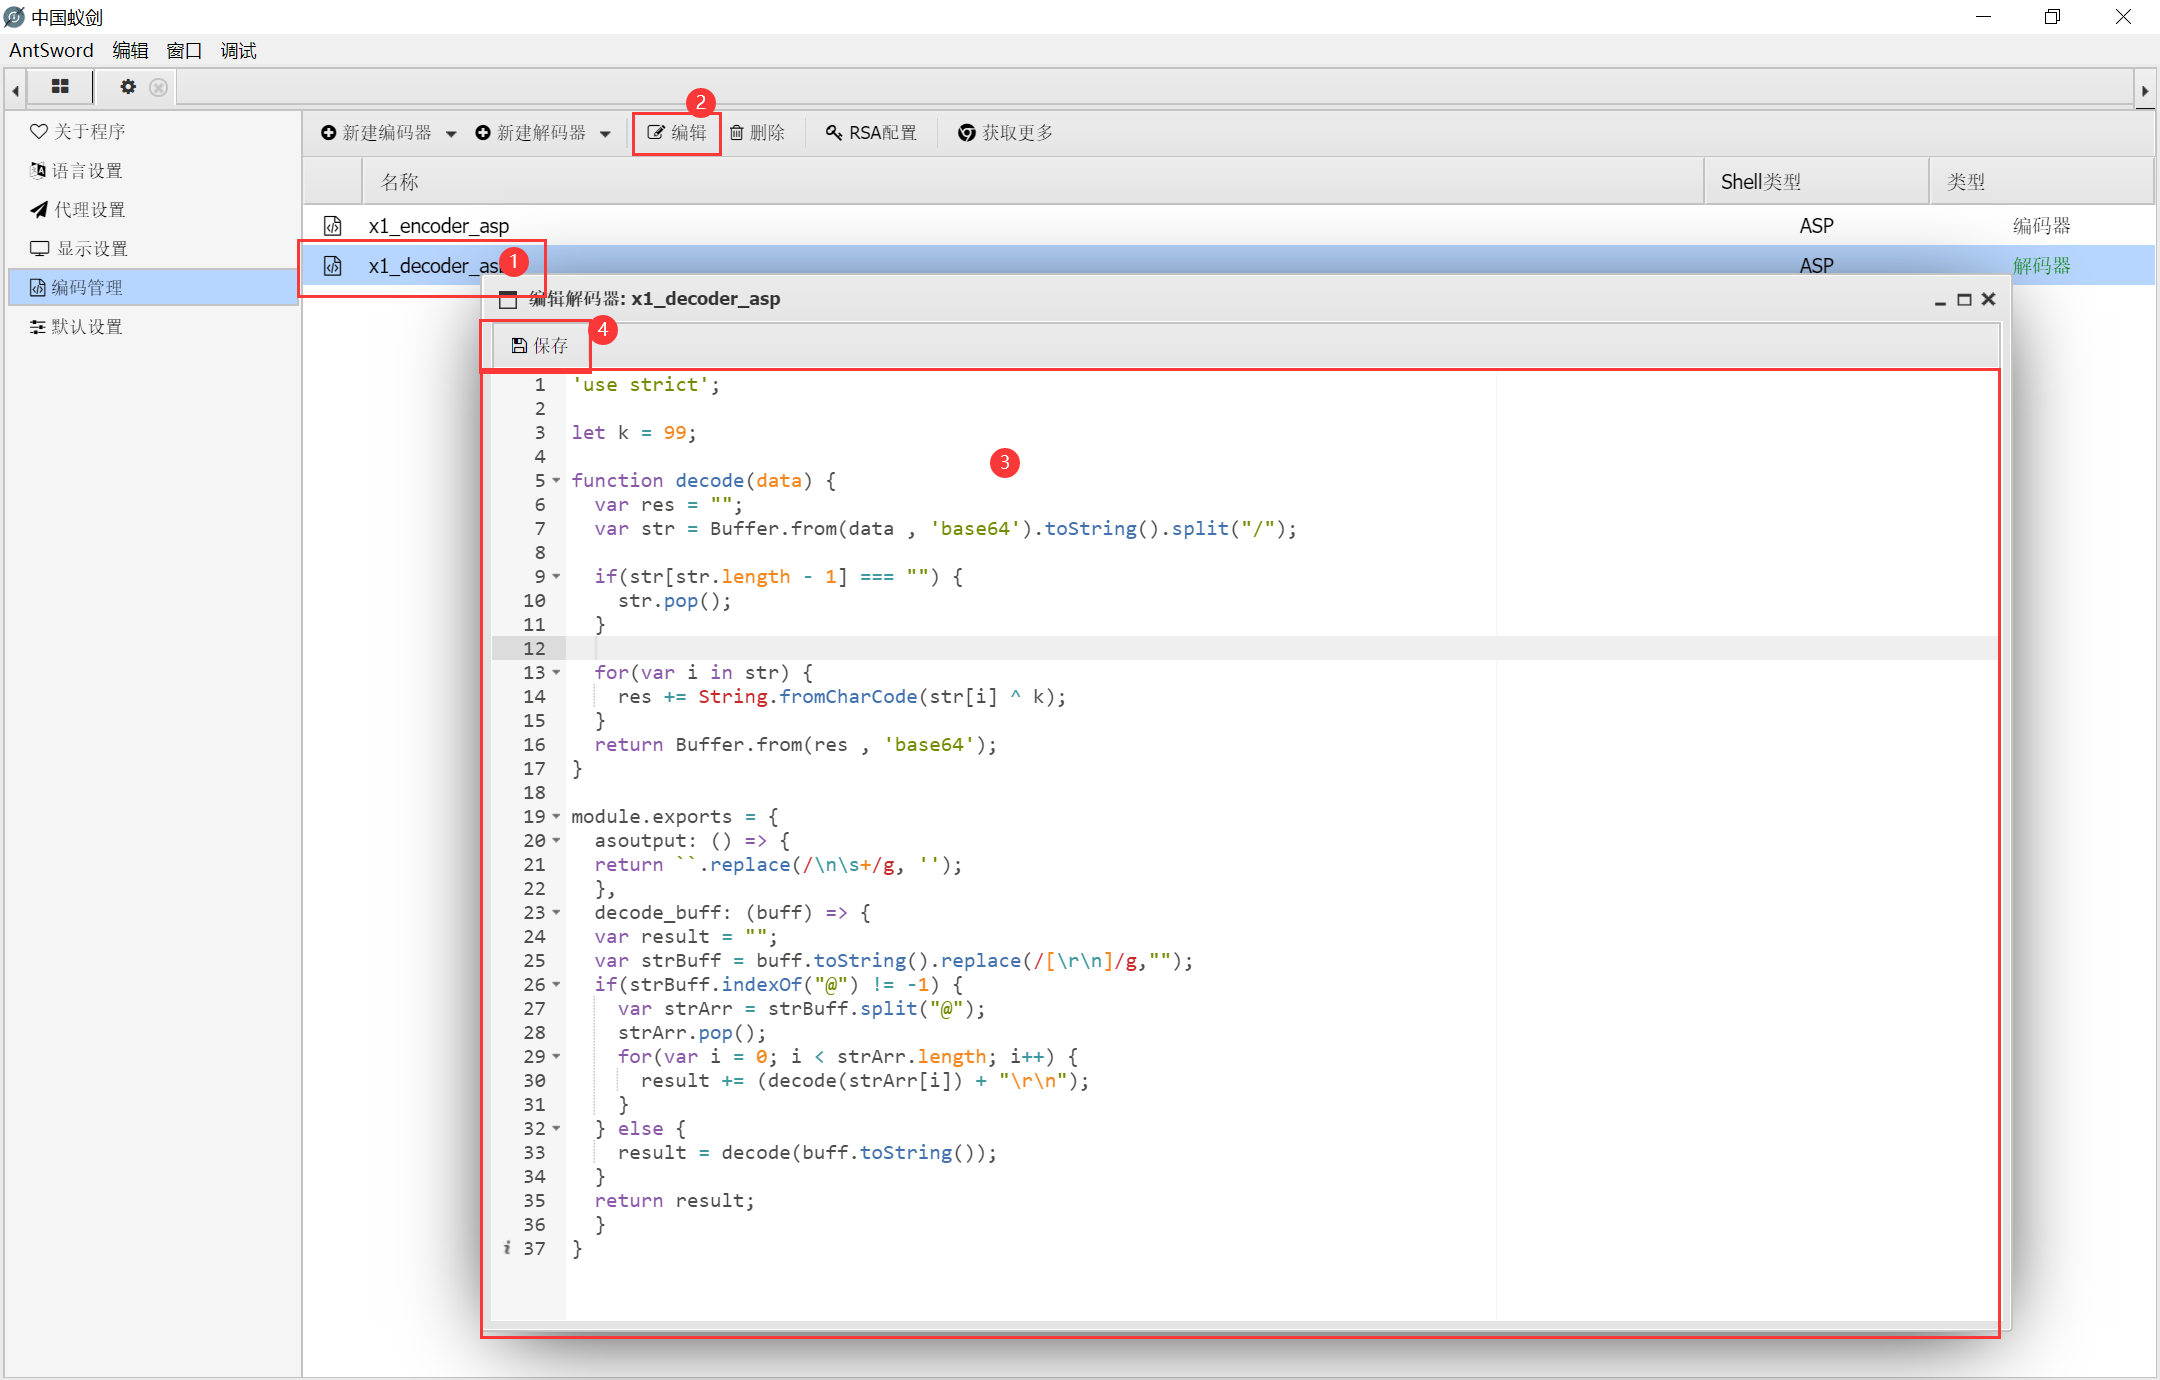 中国蚁剑
AntSword 编辑 窗口 调试
关于程序
语言设置
代理设置
显示设置
编码管理
默认设置
新建编码器 新建解码器 编辑 删除 RSA配置 获取更多
2
名称 Shell类型 类型
x1_encoder_asp ASP 编码器
x1_decoder_as ASP 解码器
1
编辑解码器: x1_decoder_asp
保存
4
3
1 'use strict';
2
3 let k = 99;
4
5 function decode(data) {
6 var res = "";
7 var str = Buffer.from(data , 'base64').toString().split("/");
8
9 if(str[str.length - 1] === "") {
10 str.pop();
11 }
12
13 for(var i in str) {
14 res += String.fromCharCode(str[i] ^ k);
15 }
16 return Buffer.from(res , 'base64');
17 }
18
19 module.exports = {
20 asoutput: () => {
21 return ``.replace(/\n\s+/g, '');
22 },
23 decode_buff: (buff) => {
24 var result = "";
25 var strBuff = buff.toString().replace(/[\r\n]/g,"");
26 if(strBuff.indexOf("@") != -1) {
27 var strArr = strBuff.split("@");
28 strArr.pop();
29 for(var i = 0; i < strArr.length; i++) {
30 result += (decode(strArr[i]) + "\r\n");
31 }
32 } else {
33 result = decode(buff.toString());
34 }
35 return result;
36 }
i 37 }